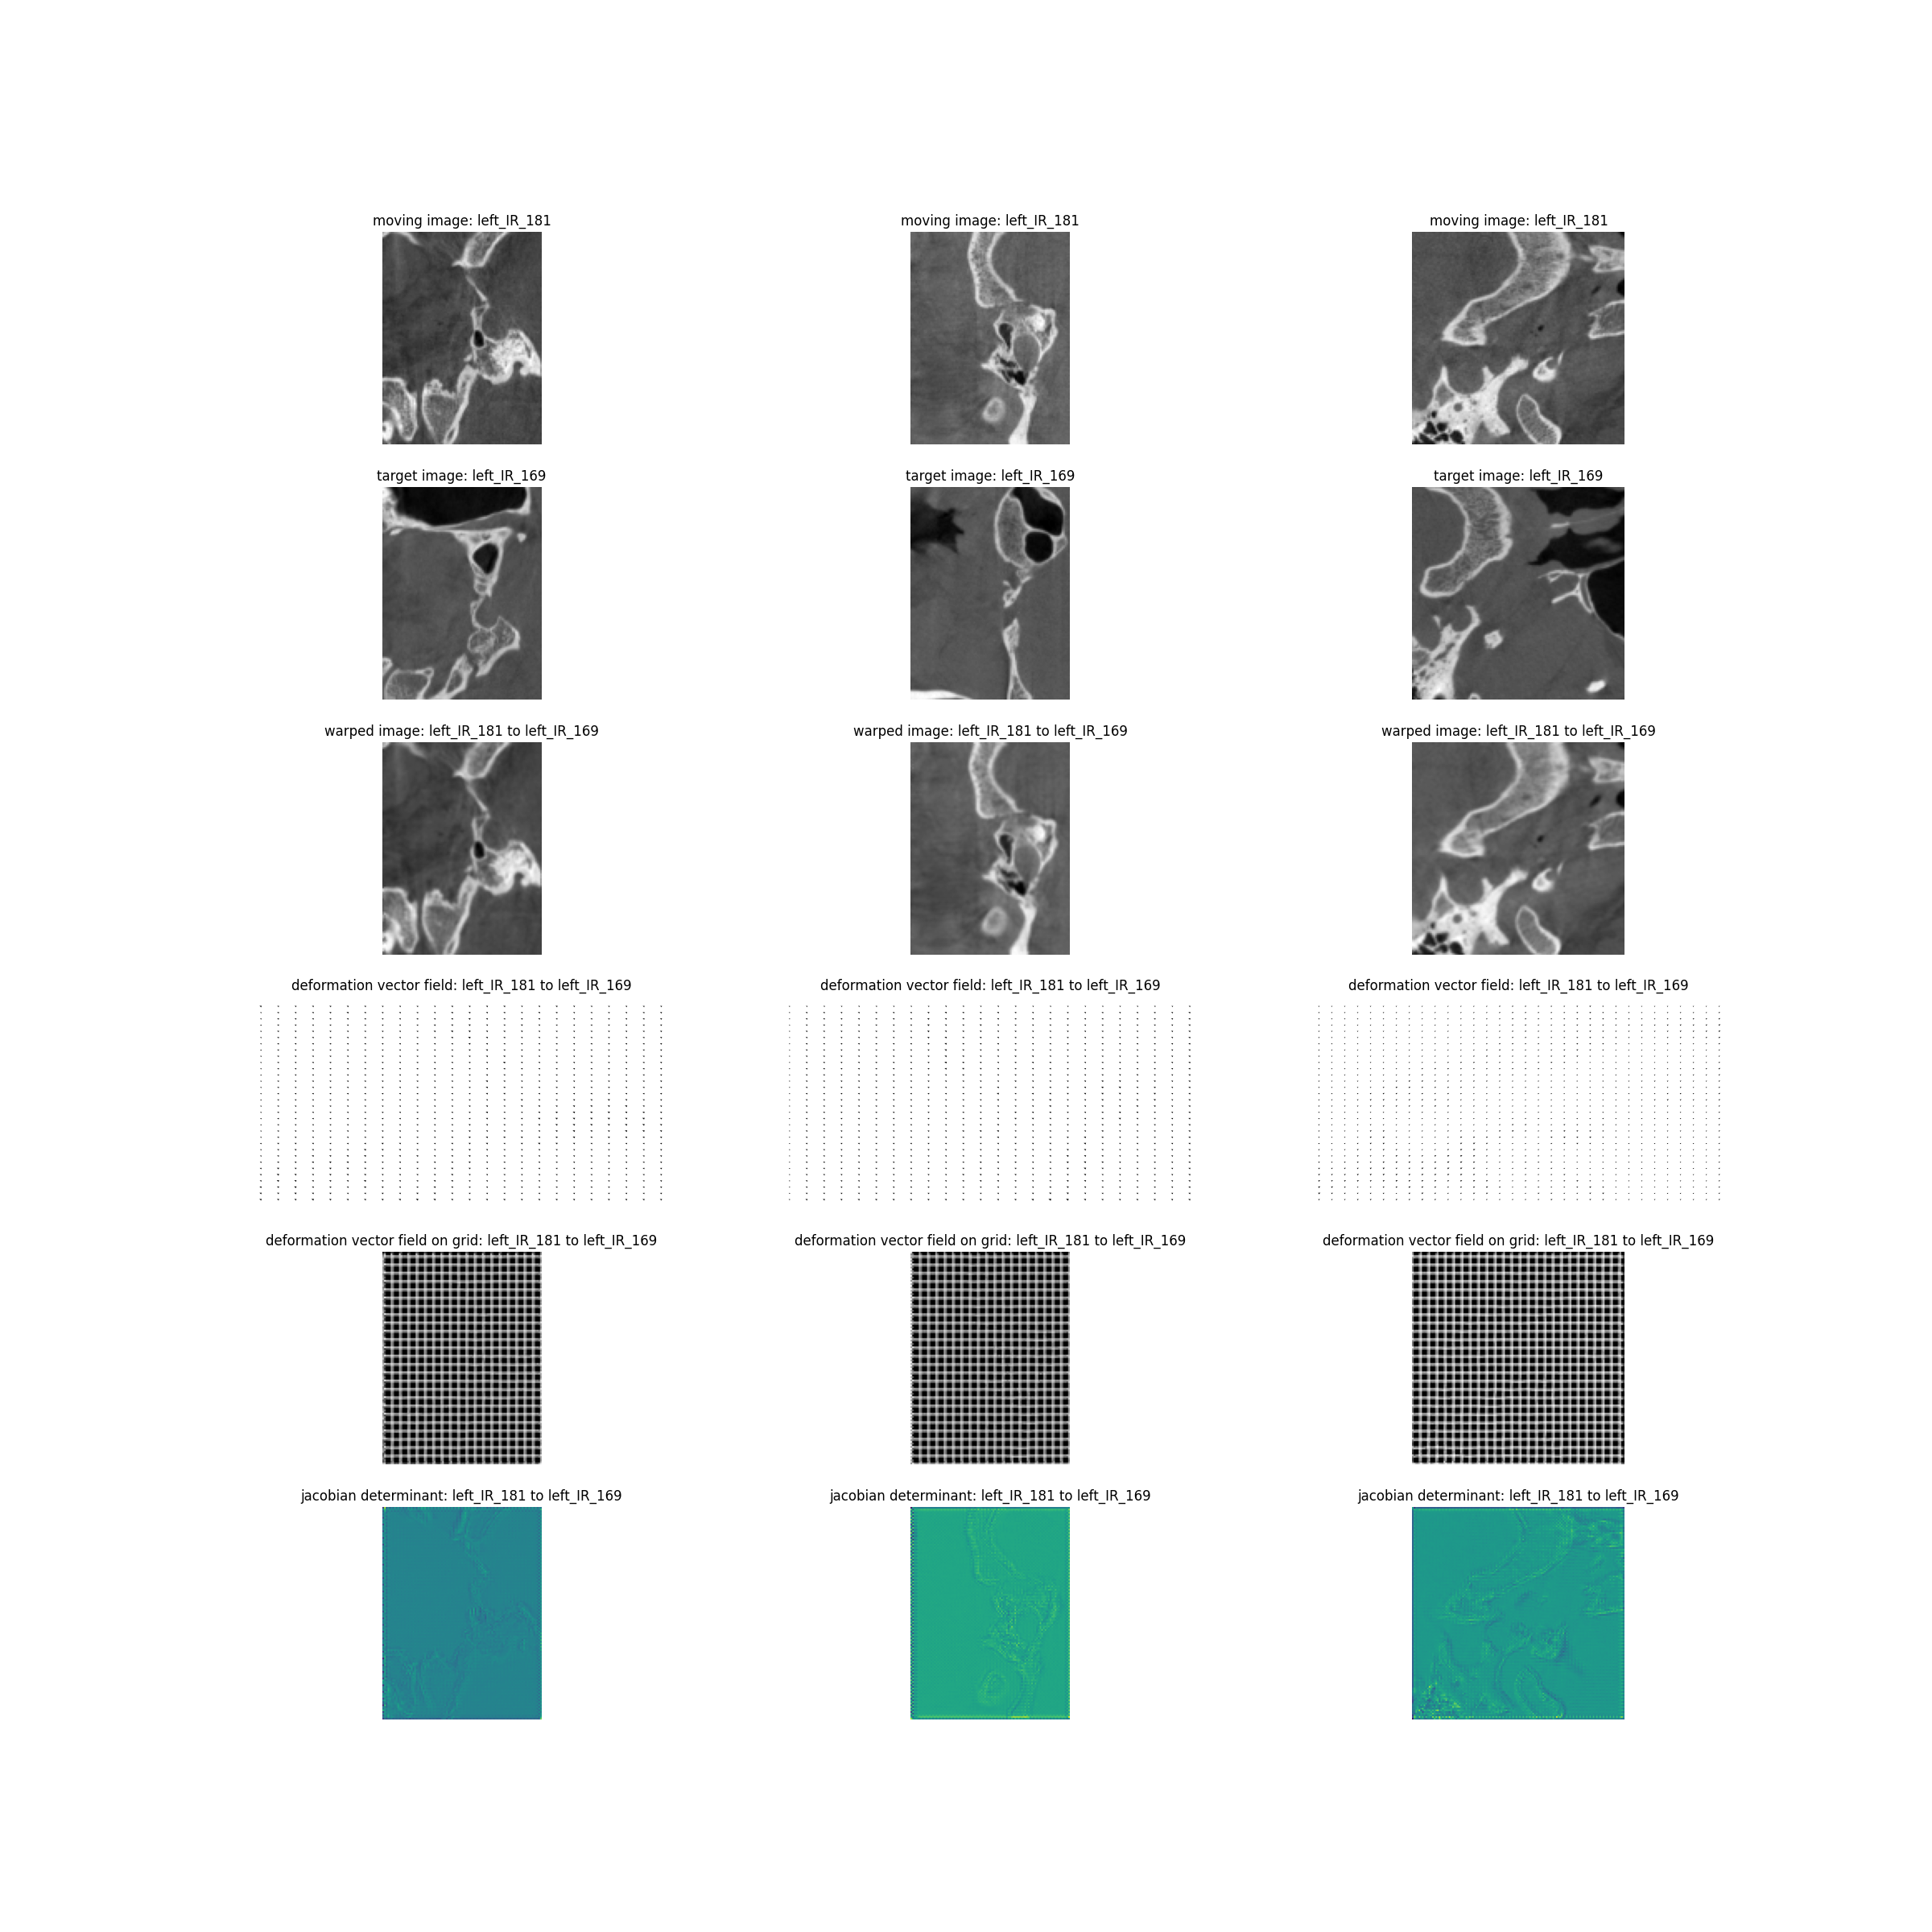 moving image: left_IR_181
moving image: left_IR_181
moving image: left_IR_181
target image: left_IR_169
target image: left_IR_169
target image: left_IR_169
warped image: left_IR_181 to left_IR_169
warped image: left_IR_181 to left_IR_169
warped image: left_IR_181 to left_IR_169
deformation vector field: left_IR_181 to left_IR_169
deformation vector field: left_IR_181 to left_IR_169
deformation vector field: left_IR_181 to left_IR_169
deformation vector field on grid: left_IR_181 to left_IR_169
deformation vector field on grid: left_IR_181 to left_IR_169
deformation vector field on grid: left_IR_181 to left_IR_169
jacobian determinant: left_IR_181 to left_IR_169
jacobian determinant: left_IR_181 to left_IR_169
jacobian determinant: left_IR_181 to left_IR_169